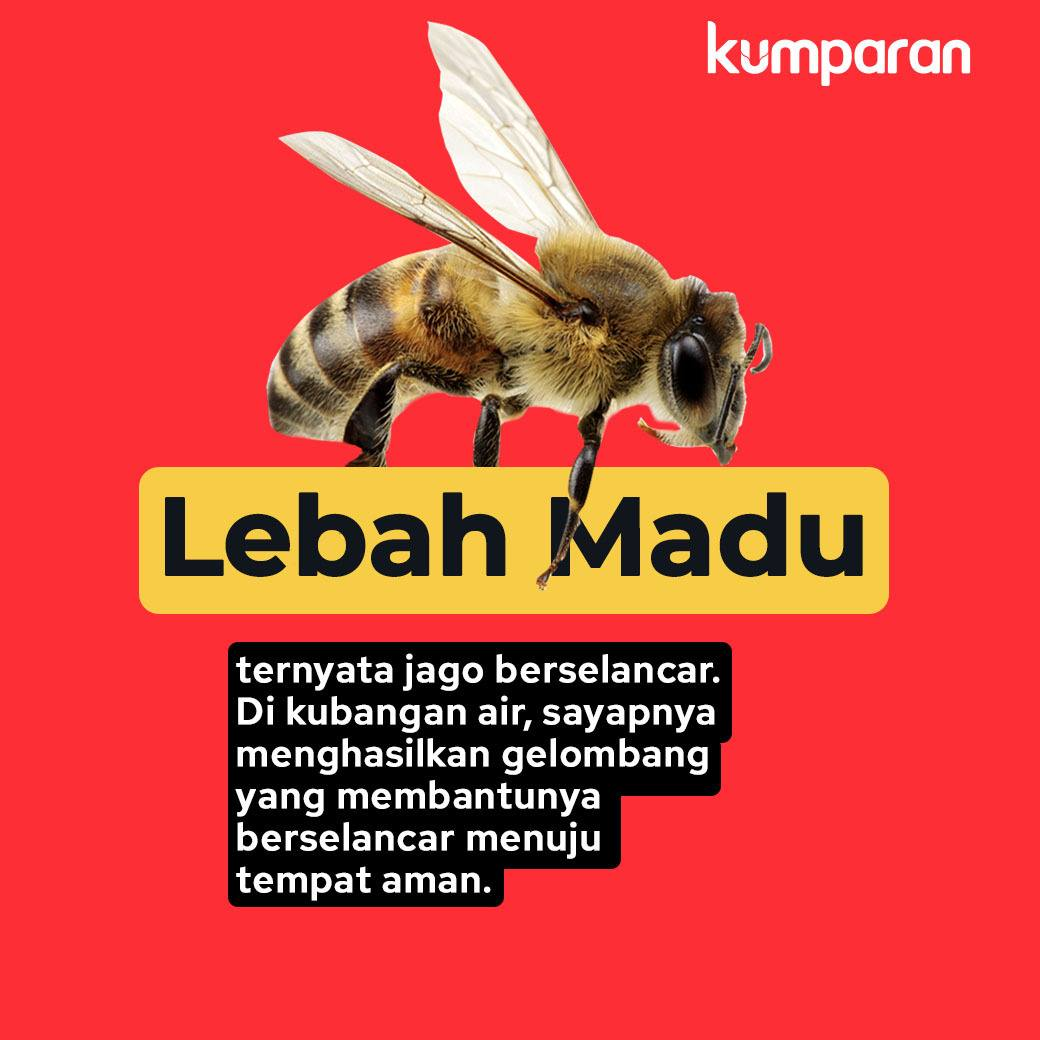 kumparan
Lebah Madu
ternyata jago berselancar.
Di kubangan air, sayapnya
menghasilkan gelombang
yang membantunya
berselancar menuju
tempat aman.